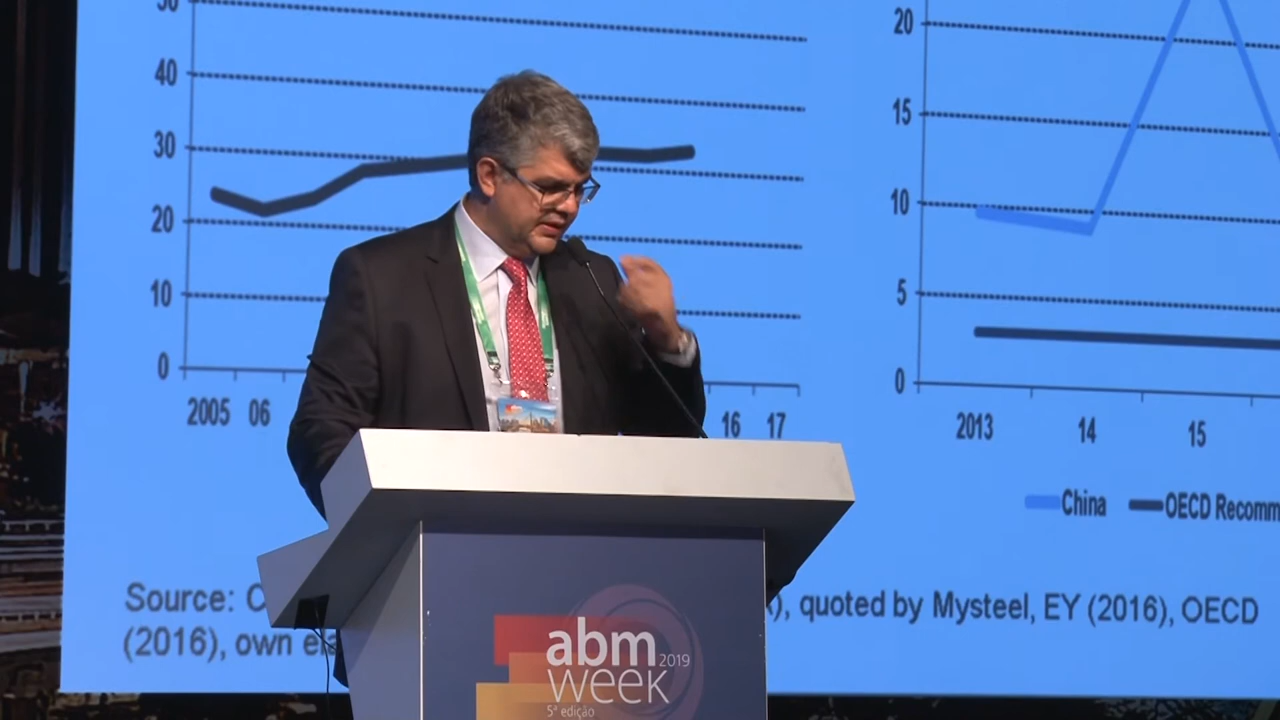 50
40
30
20
10
0
2005 06
16 17
20
15
10
5
0
2013 14 15
China OECD
Source:
quoted by Mysteel, EY (2016), OECD
(2016), own
abm
2019
week
5ª edição